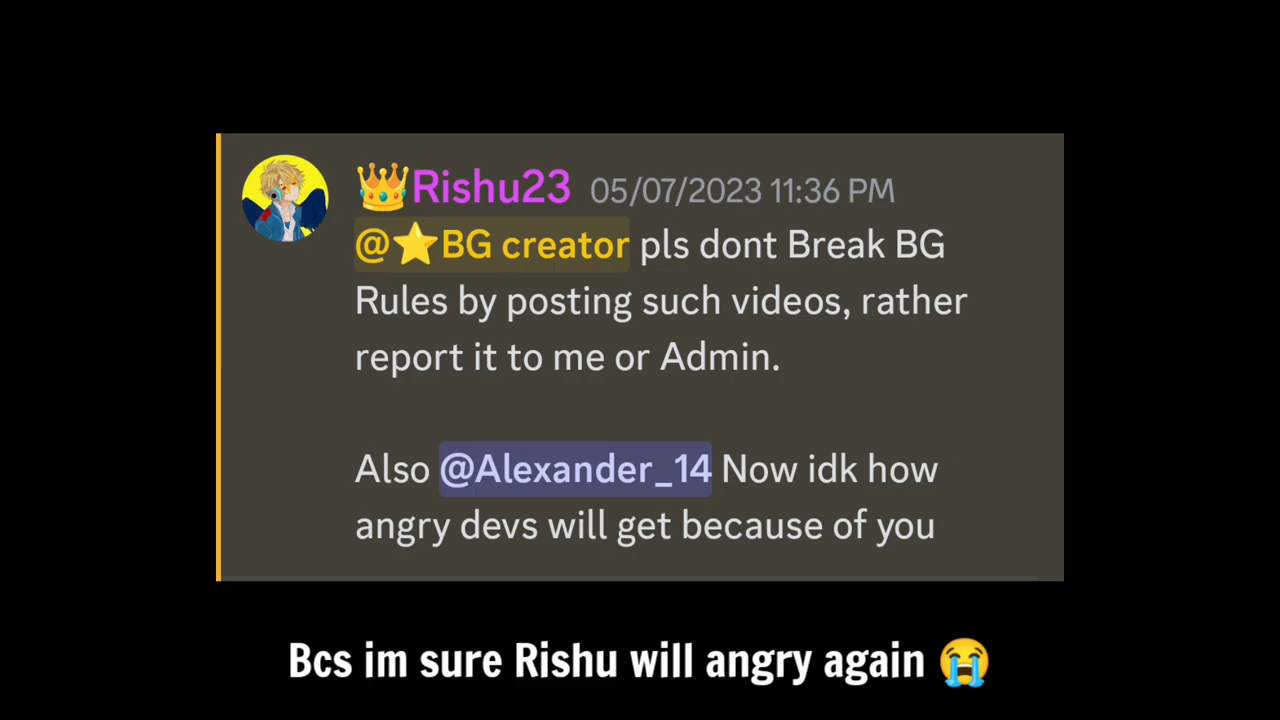 👑Rishu23 05/07/2023 11:36 PM
@⭐BG creator pls dont Break BG
Rules by posting such videos, rather
report it to me or Admin.
Also @Alexander_14 Now idk how
angry devs will get because of you
Bcs im sure Rishu will angry again 😭